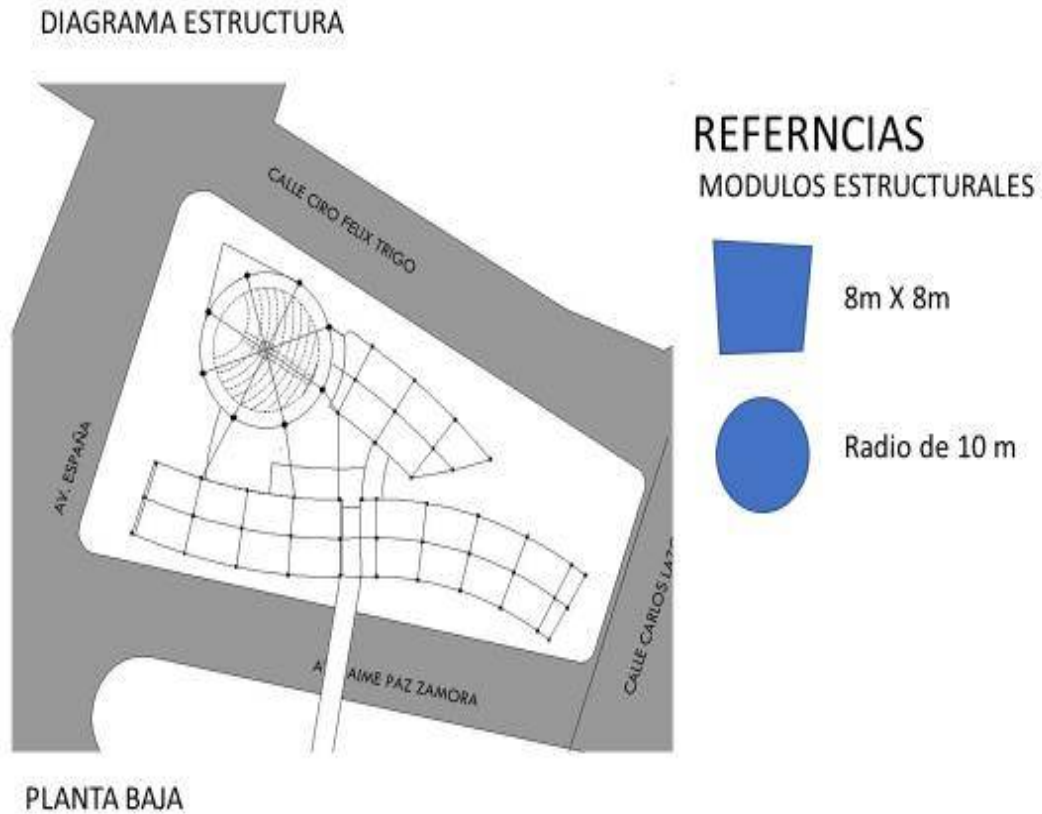 DIAGRAMA ESTRUCTURA
REFERNCIAS
MODULOS ESTRUCTURALES
8m X 8m
Radio de 10 m
CALLE CIRO FELIX TRIGO
AV. ESPAÑA
AIME PAZ ZAMORA
CALLE CARLOS
PLANTA BAJA